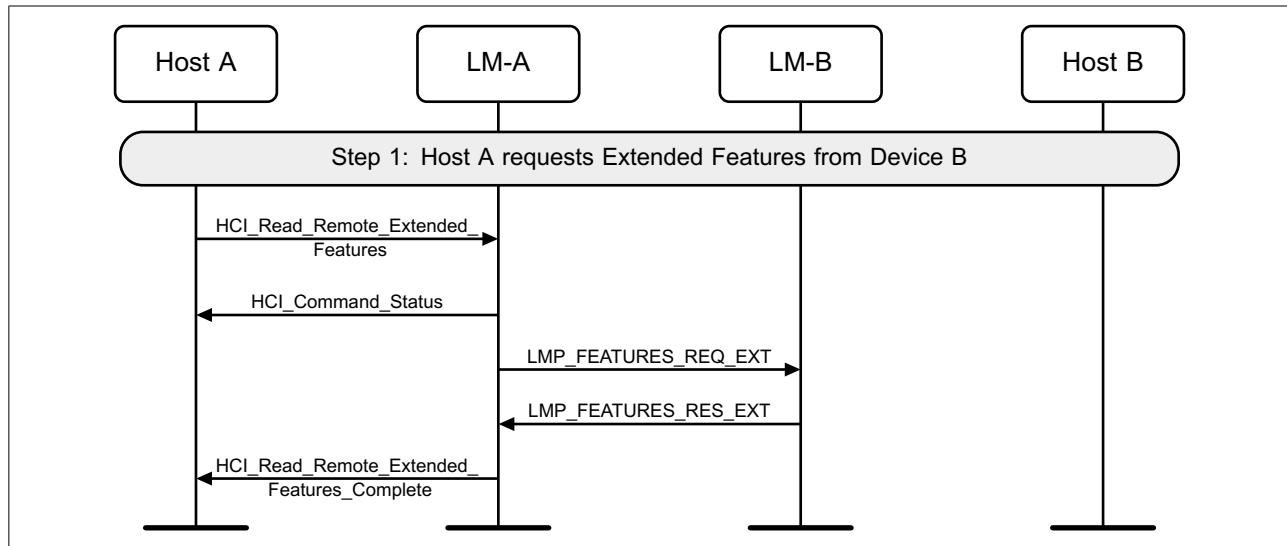 Host A
LM-A
LM-B
Host B
Step 1: Host A requests Extended Features from Device B
HCI_Read_Remote_Extended_
Features
HCI_Command_Status
LMP_FEATURES_REQ_EXT
LMP_FEATURES_RES_EXT
HCI_Read_Remote_Extended_
Features_Complete